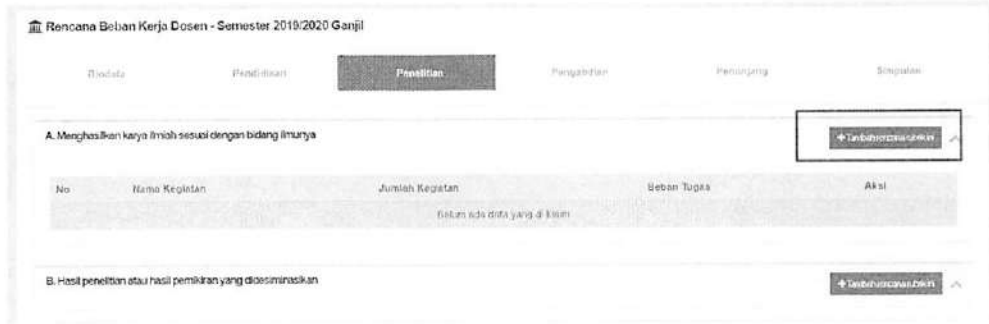 Rencana Beban Kerja Dosen - Semester 2019/2020 Ganjil
Biodata Pendidikan Penelitian Pengabdian Penunjang Simpulan
A. Menghasilkan karya ilmiah sesuai dengan bidang ilmunya
No Nama Kegiatan Jumlah Kegiatan Beban Tugas Aksi
Belum ada data yang di klaim
B. Hasil penelitian atau hasil pemikiran yang didesiminasikan